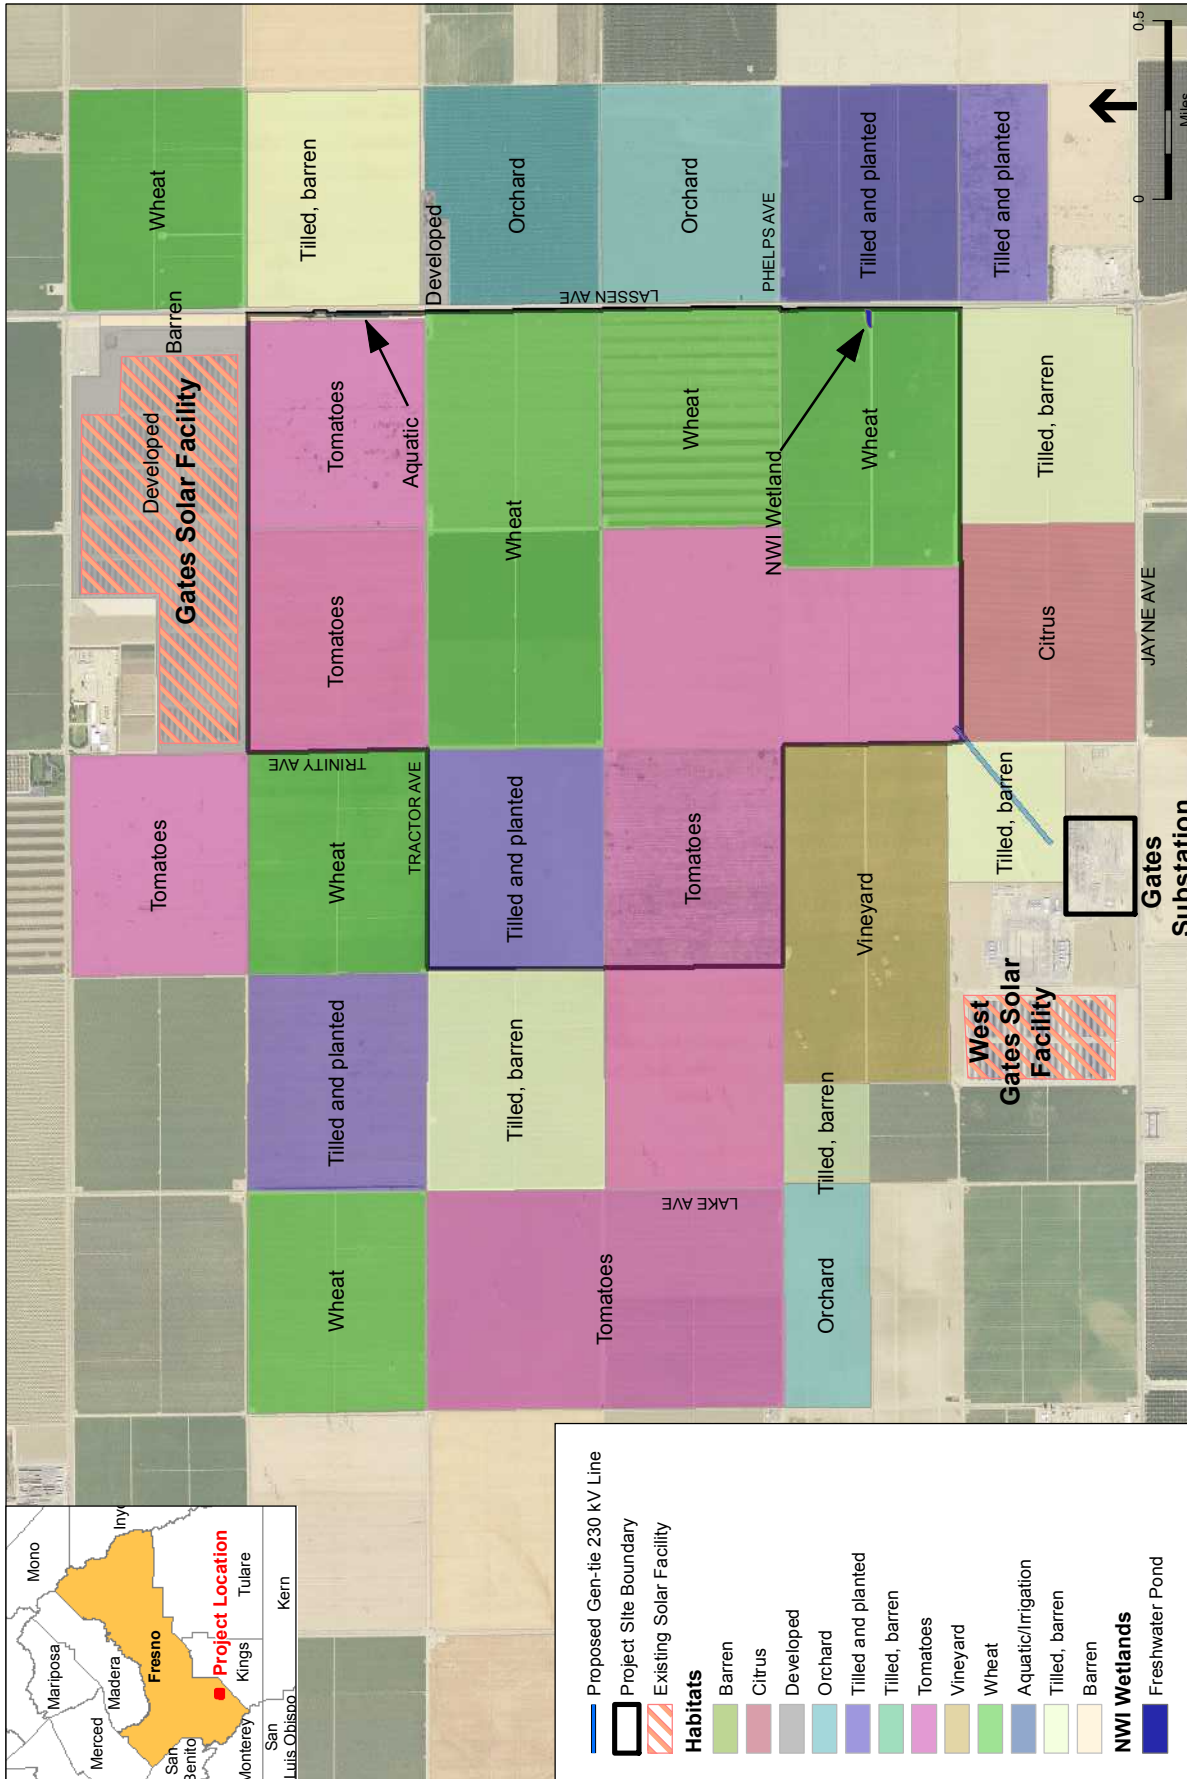 Mono
Inyo
Mariposa
Madera
Merced
Fresno
Project Location
Tulare
Kings
San
Benito
Monterey
San
Luis Obispo
Kern
Wheat
Tilled, barren
Developed
Orchard
Orchard
PHELPS AVE
Tilled and planted
Tilled and planted
LASSEN AVE
Barren
Developed
Gates Solar Facility
Tomatoes
Aquatic
Tomatoes
Wheat
Wheat
NWI Wetland
Wheat
Tilled, barren
Citrus
JAYNE AVE
Tomatoes
TRINITY AVE
Wheat
TRACTOR AVE
Tilled and planted
Tomatoes
Vineyard
Tilled, barren
Gates
Substation
West
Gates Solar
Facility
Tilled and planted
Tilled, barren
Tilled, barren
LAKE AVE
Wheat
Tomatoes
Orchard
0
0.5
Miles
Proposed Gen-tie 230 kV Line
Project SIte Boundary
Existing Solar Facility
Habitats
Barren
Citrus
Developed
Orchard
Tilled and planted
Tilled, barren
Tomatoes
Vineyard
Wheat
Aquatic/Irrigation
Tilled, barren
Barren
NWI Wetlands
Freshwater Pond